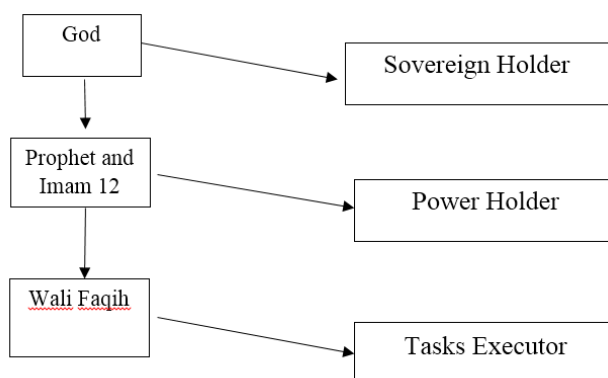 God
Sovereign Holder
Prophet and
Imam 12
Power Holder
Wali Faqih
Tasks Executor